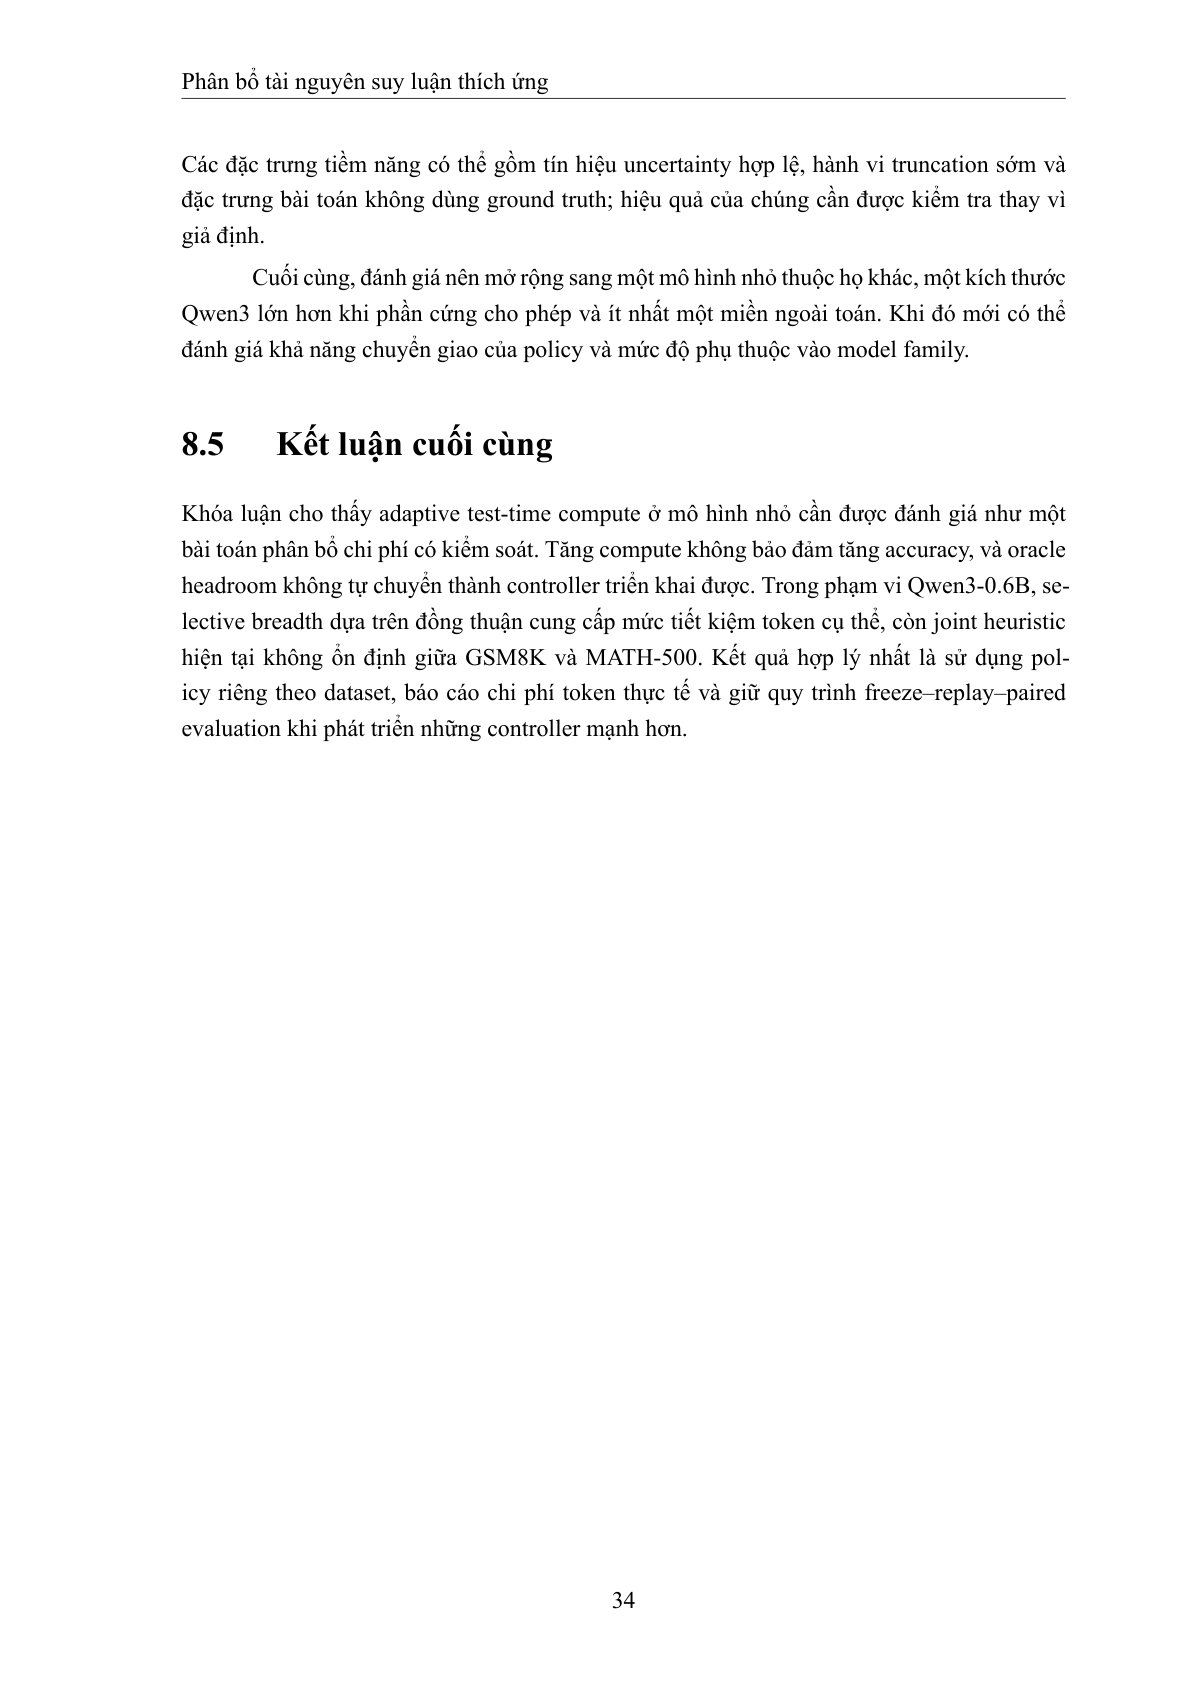 Phân bổ tài nguyên suy luận thích ứng
Các đặc trưng tiềm năng có thể gồm tín hiệu uncertainty hợp lệ, hành vi truncation sớm và
đặc trưng bài toán không dùng ground truth; hiệu quả của chúng cần được kiểm tra thay vì
giả định.
Cuối cùng, đánh giá nên mở rộng sang một mô hình nhỏ thuộc họ khác, một kích thước
Qwen3 lớn hơn khi phần cứng cho phép và ít nhất một miền ngoài toán. Khi đó mới có thể
đánh giá khả năng chuyển giao của policy và mức độ phụ thuộc vào model family.
8.5 Kết luận cuối cùng
Khóa luận cho thấy adaptive test-time compute ở mô hình nhỏ cần được đánh giá như một
bài toán phân bổ chi phí có kiểm soát. Tăng compute không bảo đảm tăng accuracy, và oracle
headroom không tự chuyển thành controller triển khai được. Trong phạm vi Qwen3-0.6B, se-
lective breadth dựa trên đồng thuận cung cấp mức tiết kiệm token cụ thể, còn joint heuristic
hiện tại không ổn định giữa GSM8K và MATH-500. Kết quả hợp lý nhất là sử dụng pol-
icy riêng theo dataset, báo cáo chi phí token thực tế và giữ quy trình freeze–replay–paired
evaluation khi phát triển những controller mạnh hơn.
34